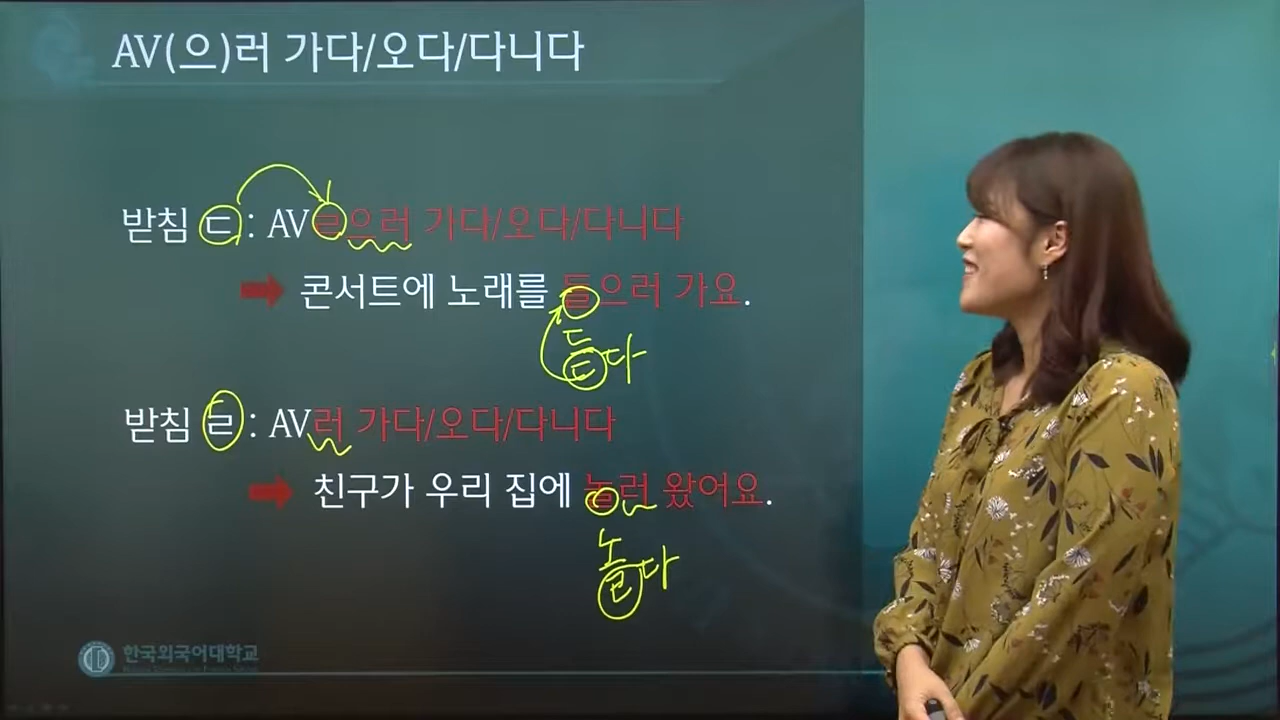 AV(으)러 가다/오다/다니다
받침 ㄷ : AVㄹ으러 가다/오다/다니다
콘서트에 노래를 들으러 가요.
듣다
받침 ㄹ : AV러 가다/오다/다니다
친구가 우리 집에 놀러 왔어요.
놀다
한국외국어대학교